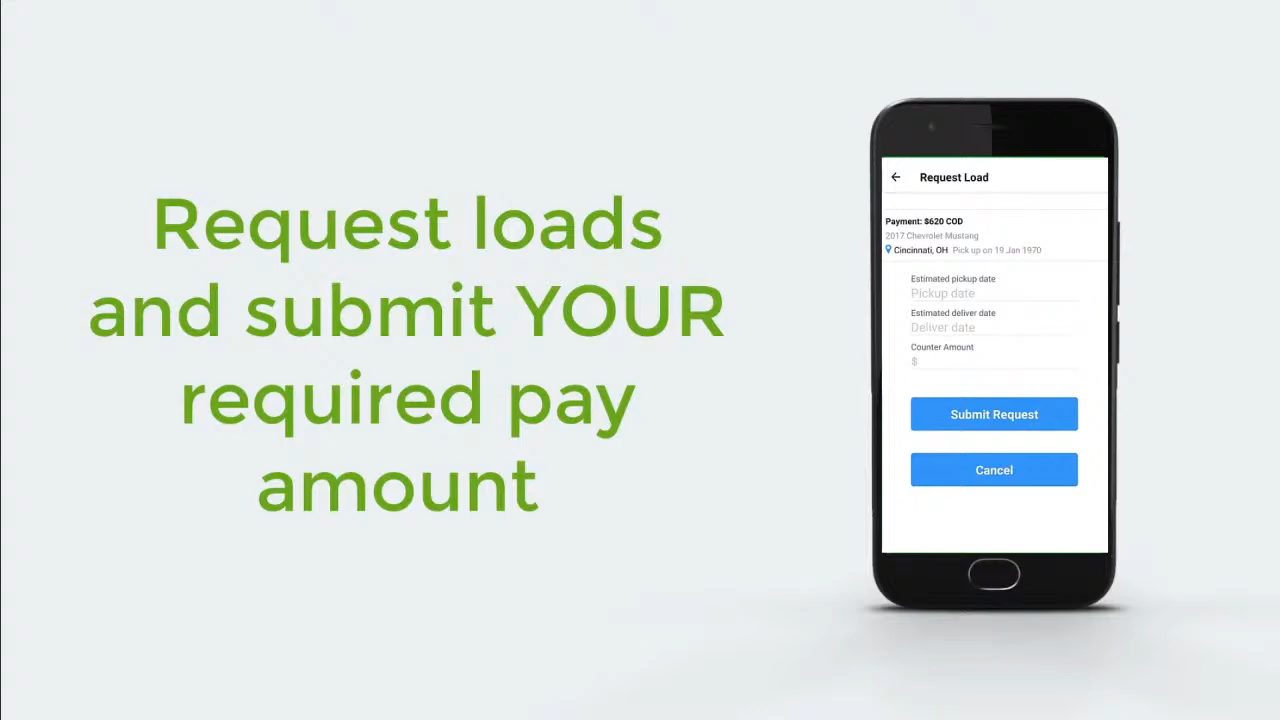 Request loads
and submit YOUR
required pay
amount
Request Load
Payment: $620 COD
2017 Chevrolet Mustang
Cincinnati, OH Pick up on 19 Jan 1970
Estimated pickup date
Pickup date
Estimated deliver date
Deliver date
Counter Amount
$
Submit Request
Cancel